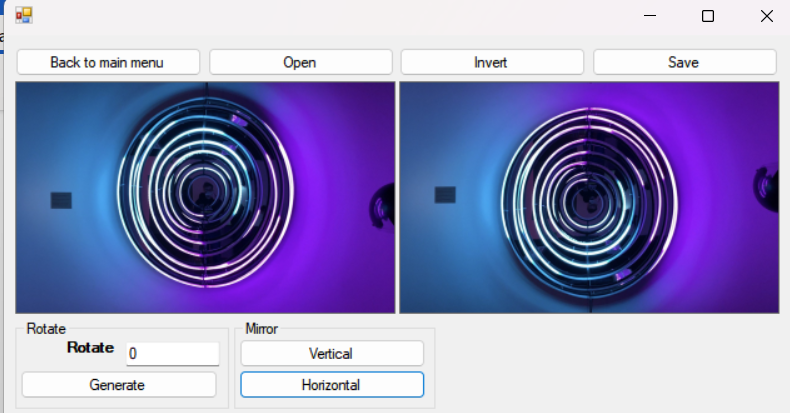 Back to main menu
Open
Invert
Save
Rotate
Rotate
0
Generate
Mirror
Vertical
Horizontal